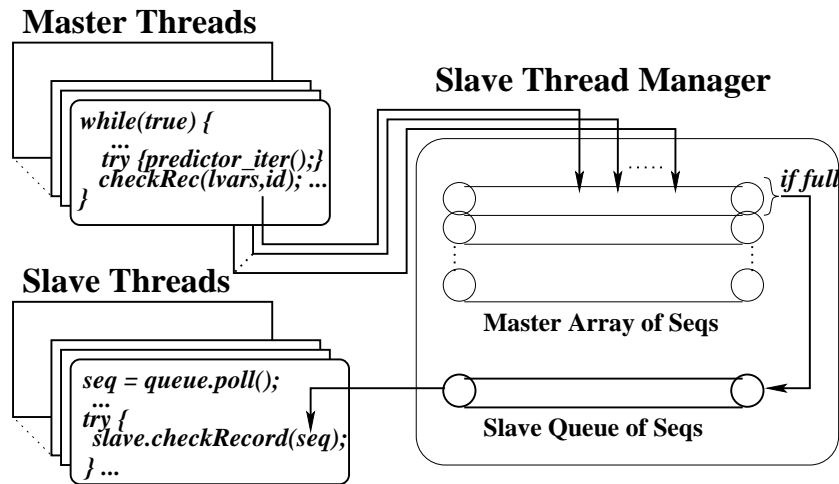 Master Threads
while(true) {
...
try {predictor_iter();}
checkRec(lvars,id); ...
}
Slave Thread Manager
......
if full
Master Array of Seqs
Slave Queue of Seqs
Slave Threads
seq = queue.poll();
...
try {
slave.checkRecord(seq);
} ...